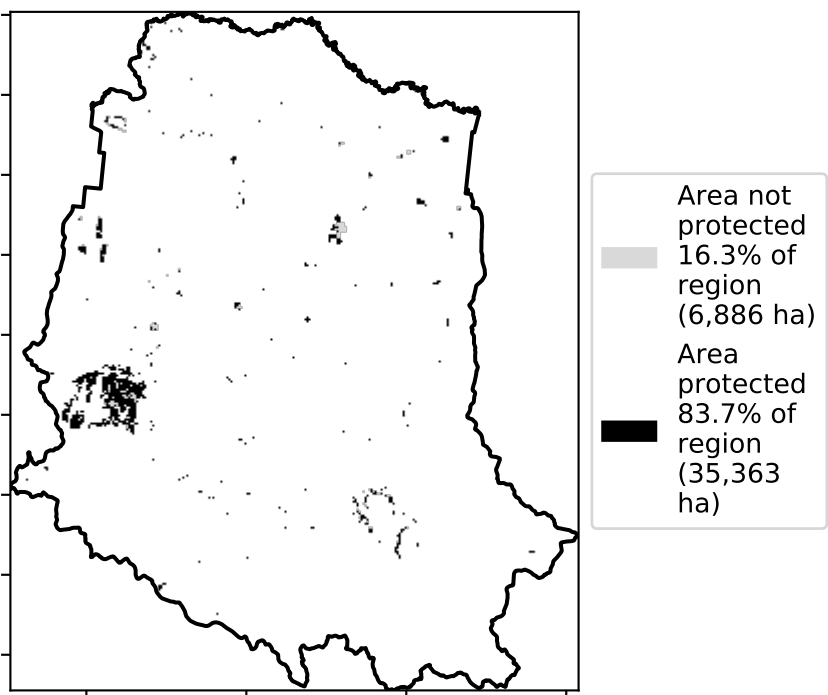 Area not
protected
16.3% of
region
(6,886 ha)
Area
protected
83.7% of
region
(35,363
ha)